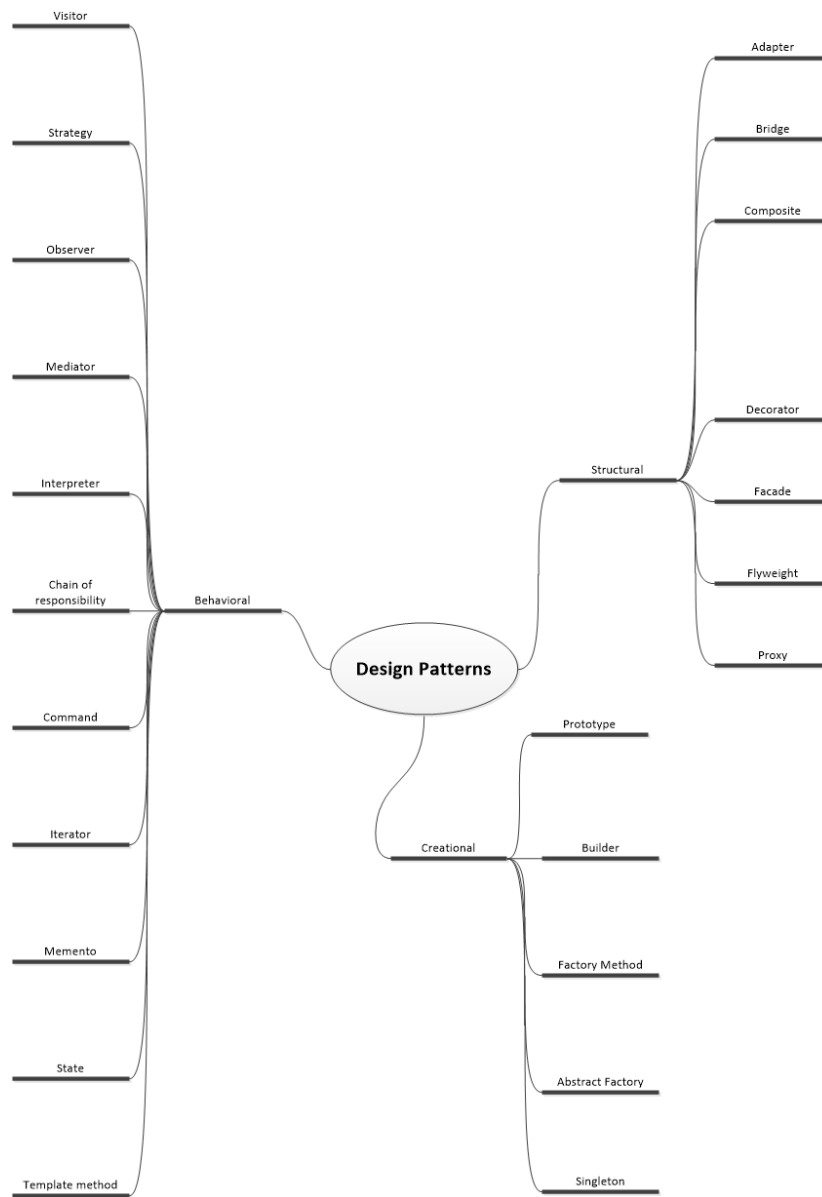 Visitor
Strategy
Observer
Mediator
Interpreter
Chain of
responsibility
Command
Iterator
Memento
State
Template method
Behavioral
Design Patterns
Structural
Adapter
Bridge
Composite
Decorator
Facade
Flyweight
Proxy
Creational
Prototype
Builder
Factory Method
Abstract Factory
Singleton